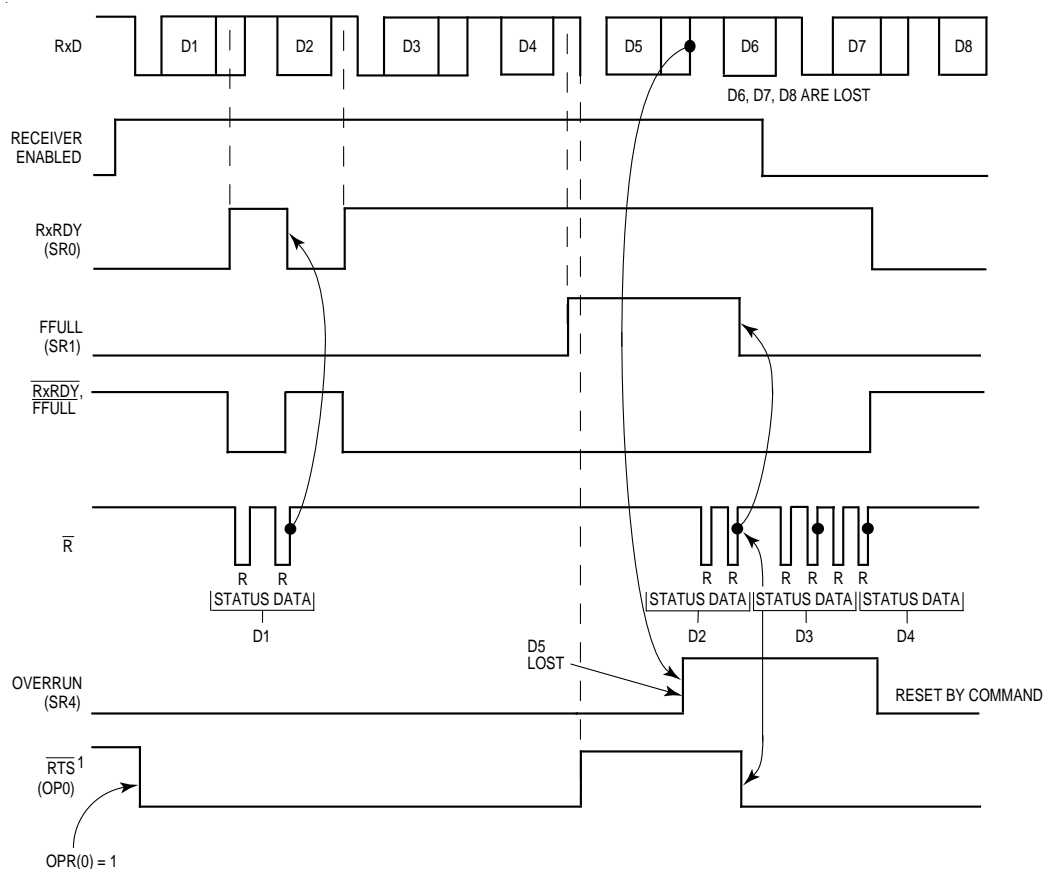 RxD D1 D2 D3 D4 D5 D6 D7 D8
D6, D7, D8 ARE LOST
RECEIVER
ENABLED
RxRDY
(SR0)
FFULL
(SR1)
RxRDY,
FFULL
R
R R R R R R R R
STATUS DATA STATUS DATA STATUS DATA STATUS DATA
D1 D2 D3 D4
D5
LOST
OVERRUN
(SR4)
RESET BY COMMAND
RTS 1
(OP0)
OPR(0) = 1